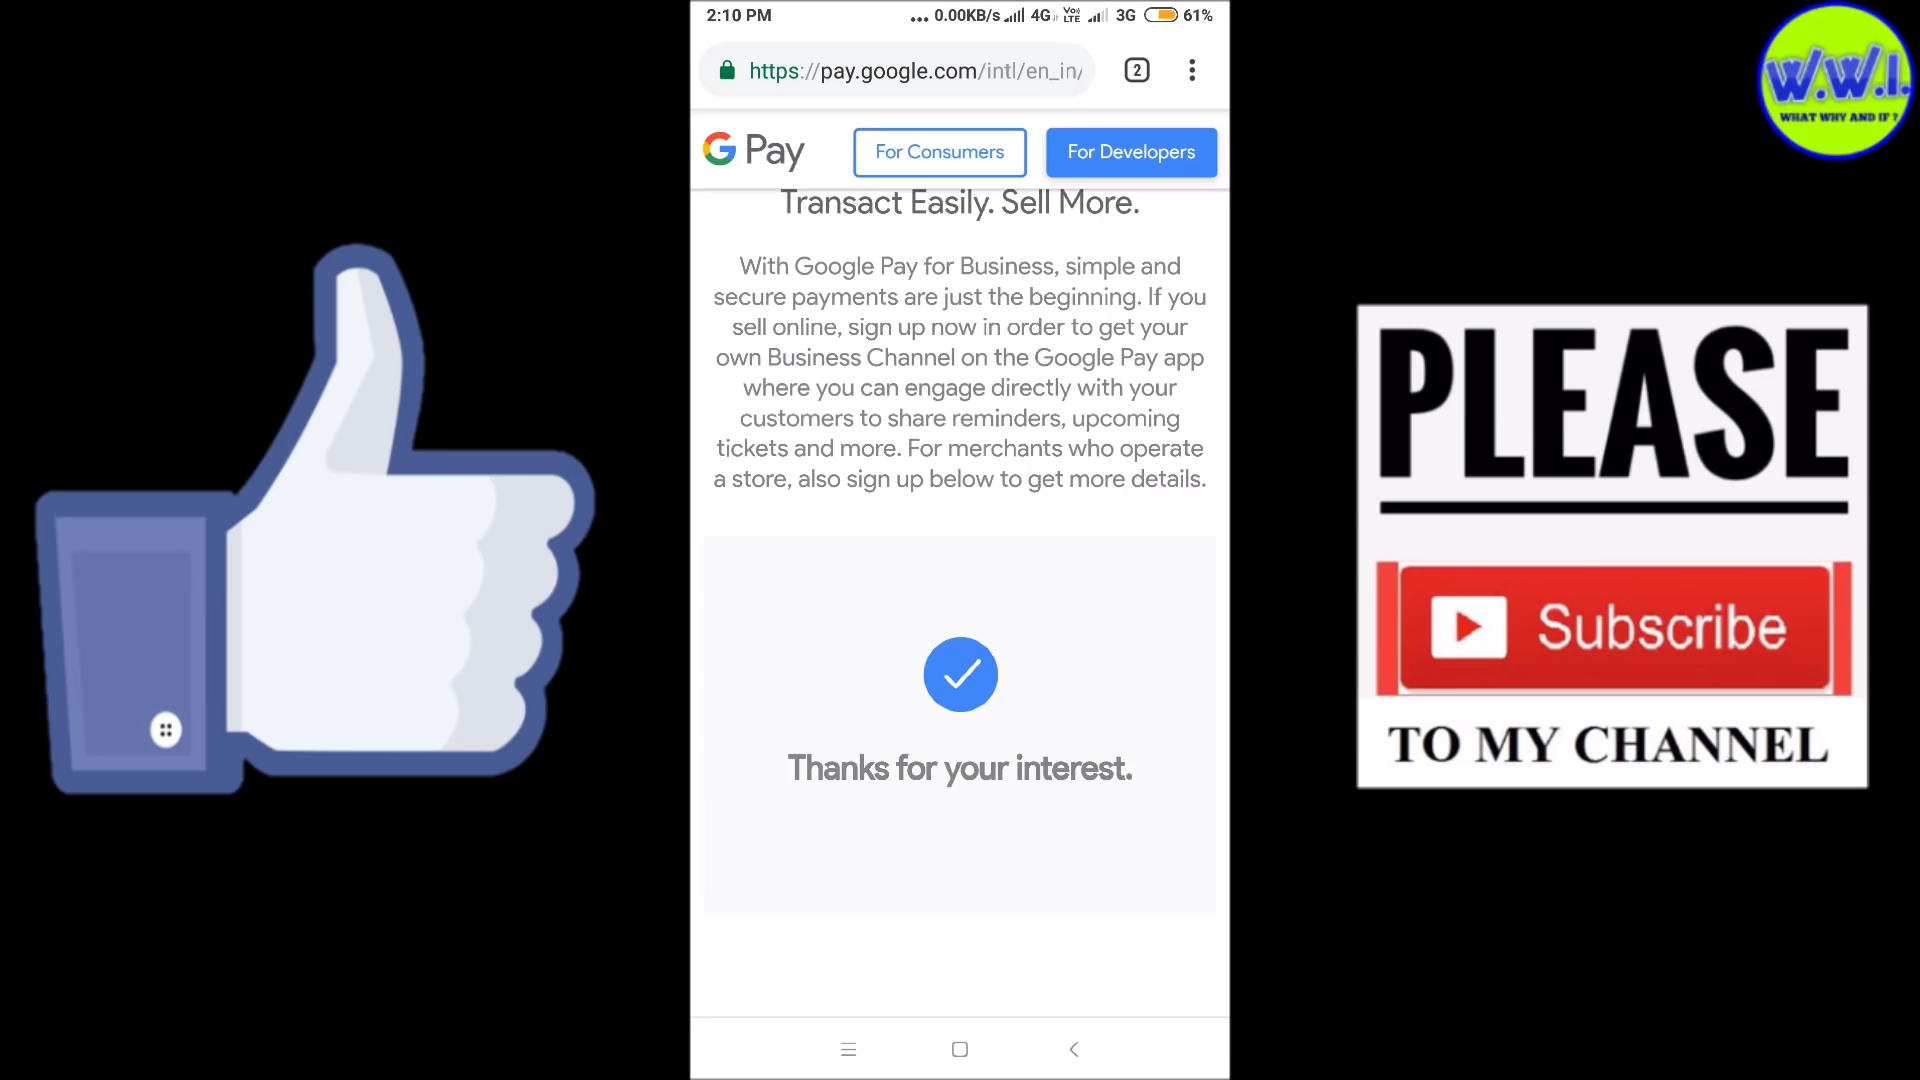 2:10 PM
... 0.00KB/s 4G VoLTE 3G 61%
https://pay.google.com/intl/en_in/
2
G Pay
For Consumers
For Developers
Transact Easily. Sell More.
With Google Pay for Business, simple and
secure payments are just the beginning. If you
sell online, sign up now in order to get your
own Business Channel on the Google Pay app
where you can engage directly with your
customers to share reminders, upcoming
tickets and more. For merchants who operate
a store, also sign up below to get more details.
Thanks for your interest.
W.W.I.
WHAT WHY AND IF ?
PLEASE
Subscribe
TO MY CHANNEL